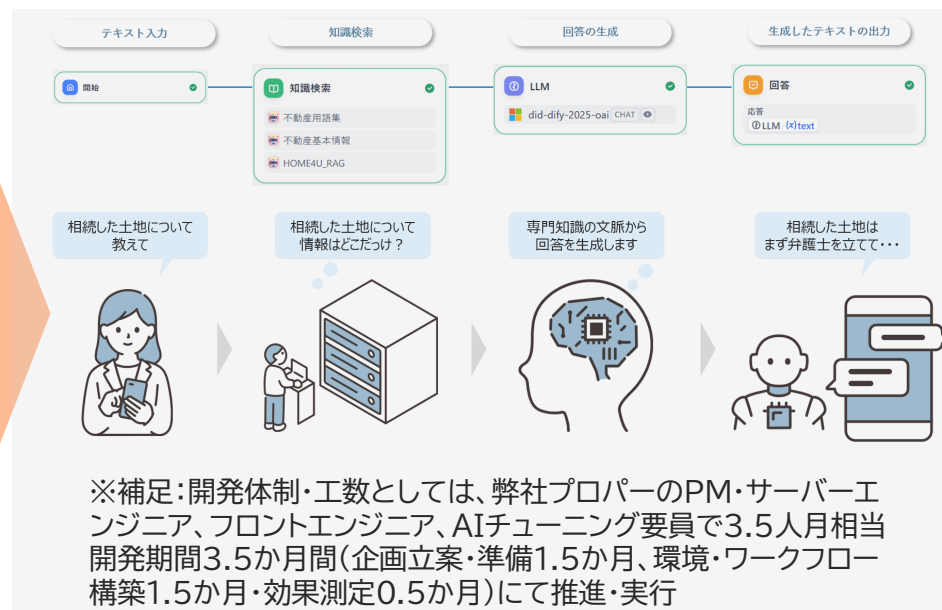 テキスト入力
知識検索
回答の生成
生成したテキストの出力
開始
知識検索
不動産用語集
不動産基本情報
HOME4U_RAG
LLM
did-dify-2025-oai CHAT
回答
応答
LLM {x} text
相続した土地について
教えて
相続した土地について
情報はどこだっけ？
専門知識の文脈から
回答を生成します
相続した土地は
まず弁護士を立てて・・・
※補足：開発体制・工数としては、弊社プロパーのPM・サーバーエ
ンジニア、フロントエンジニア、AIチューニング要員で3.5人月相当
開発期間3.5か月間（企画立案・準備1.5か月、環境・ワークフロー
構築1.5か月・効果測定0.5か月）にて推進・実行